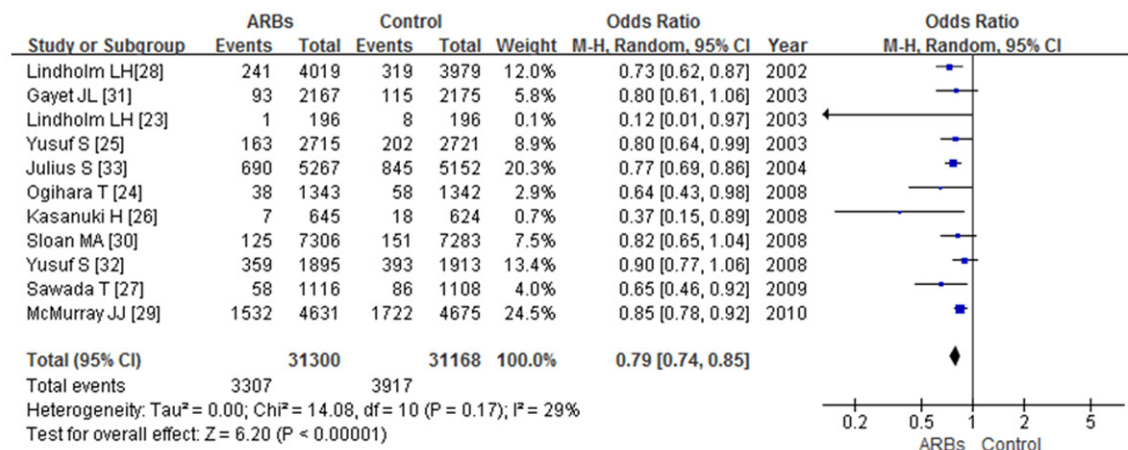 ARBs Control Odds Ratio Odds Ratio
Study or Subgroup Events Total Events Total Weight M-H, Random, 95% CI Year M-H, Random, 95% CI
Lindholm LH[28] 241 4019 319 3979 12.0% 0.73 [0.62, 0.87] 2002
Gayet JL [31] 93 2167 115 2175 5.8% 0.80 [0.61, 1.06] 2003
Lindholm LH [23] 1 196 8 196 0.1% 0.12 [0.01, 0.97] 2003
Yusuf S [25] 163 2715 202 2721 8.9% 0.80 [0.64, 0.99] 2003
Julius S [33] 690 5267 845 5152 20.3% 0.77 [0.69, 0.86] 2004
Ogihara T [24] 38 1343 58 1342 2.9% 0.64 [0.43, 0.98] 2008
Kasanuki H [26] 7 645 18 624 0.7% 0.37 [0.15, 0.89] 2008
Sloan MA [30] 125 7306 151 7283 7.5% 0.82 [0.65, 1.04] 2008
Yusuf S [32] 359 1895 393 1913 13.4% 0.90 [0.77, 1.06] 2008
Sawada T [27] 58 1116 86 1108 4.0% 0.65 [0.46, 0.92] 2009
McMurray JJ [29] 1532 4631 1722 4675 24.5% 0.85 [0.78, 0.92] 2010
Total (95% CI) 31300 31168 100.0% 0.79 [0.74, 0.85]
Total events 3307 3917
Heterogeneity: Tau² = 0.00; Chi² = 14.08, df = 10 (P = 0.17); I² = 29%
Test for overall effect: Z = 6.20 (P < 0.00001)
0.2 0.5 1 2 5
ARBs Control